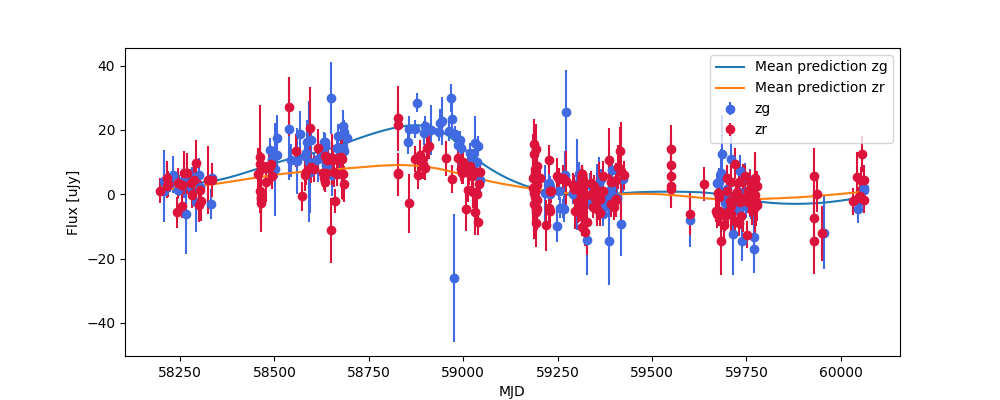 Mean prediction zg
Mean prediction zr
zg
zr
40
20
0
−20
−40
Flux [uJy]
58250
58500
58750
59000
59250
59500
59750
60000
MJD